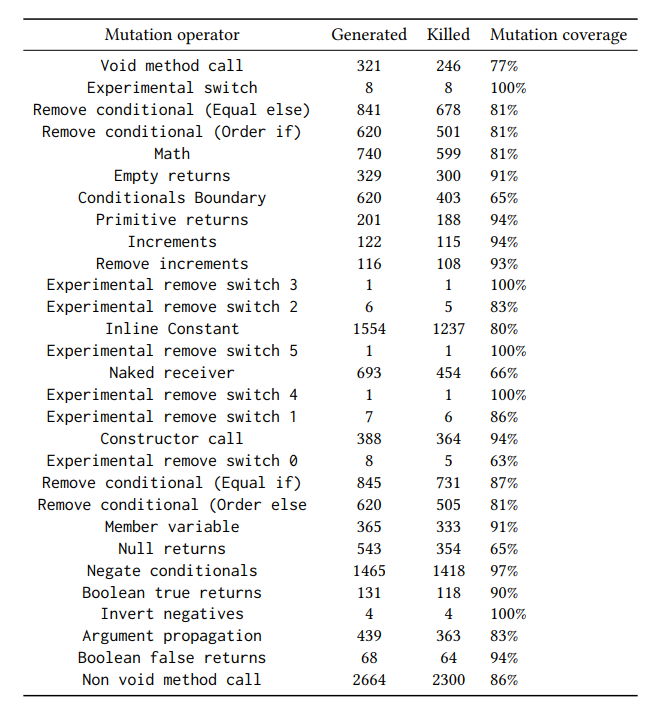 Mutation operator Generated Killed Mutation coverage
Void method call 321 246 77%
Experimental switch 8 8 100%
Remove conditional (Equal else) 841 678 81%
Remove conditional (Order if) 620 501 81%
Math 740 599 81%
Empty returns 329 300 91%
Conditionals Boundary 620 403 65%
Primitive returns 201 188 94%
Increments 122 115 94%
Remove increments 116 108 93%
Experimental remove switch 3 1 1 100%
Experimental remove switch 2 6 5 83%
Inline Constant 1554 1237 80%
Experimental remove switch 5 1 1 100%
Naked receiver 693 454 66%
Experimental remove switch 4 1 1 100%
Experimental remove switch 1 7 6 86%
Constructor call 388 364 94%
Experimental remove switch 0 8 5 63%
Remove conditional (Equal if) 845 731 87%
Remove conditional (Order else 620 505 81%
Member variable 365 333 91%
Null returns 543 354 65%
Negate conditionals 1465 1418 97%
Boolean true returns 131 118 90%
Invert negatives 4 4 100%
Argument propagation 439 363 83%
Boolean false returns 68 64 94%
Non void method call 2664 2300 86%